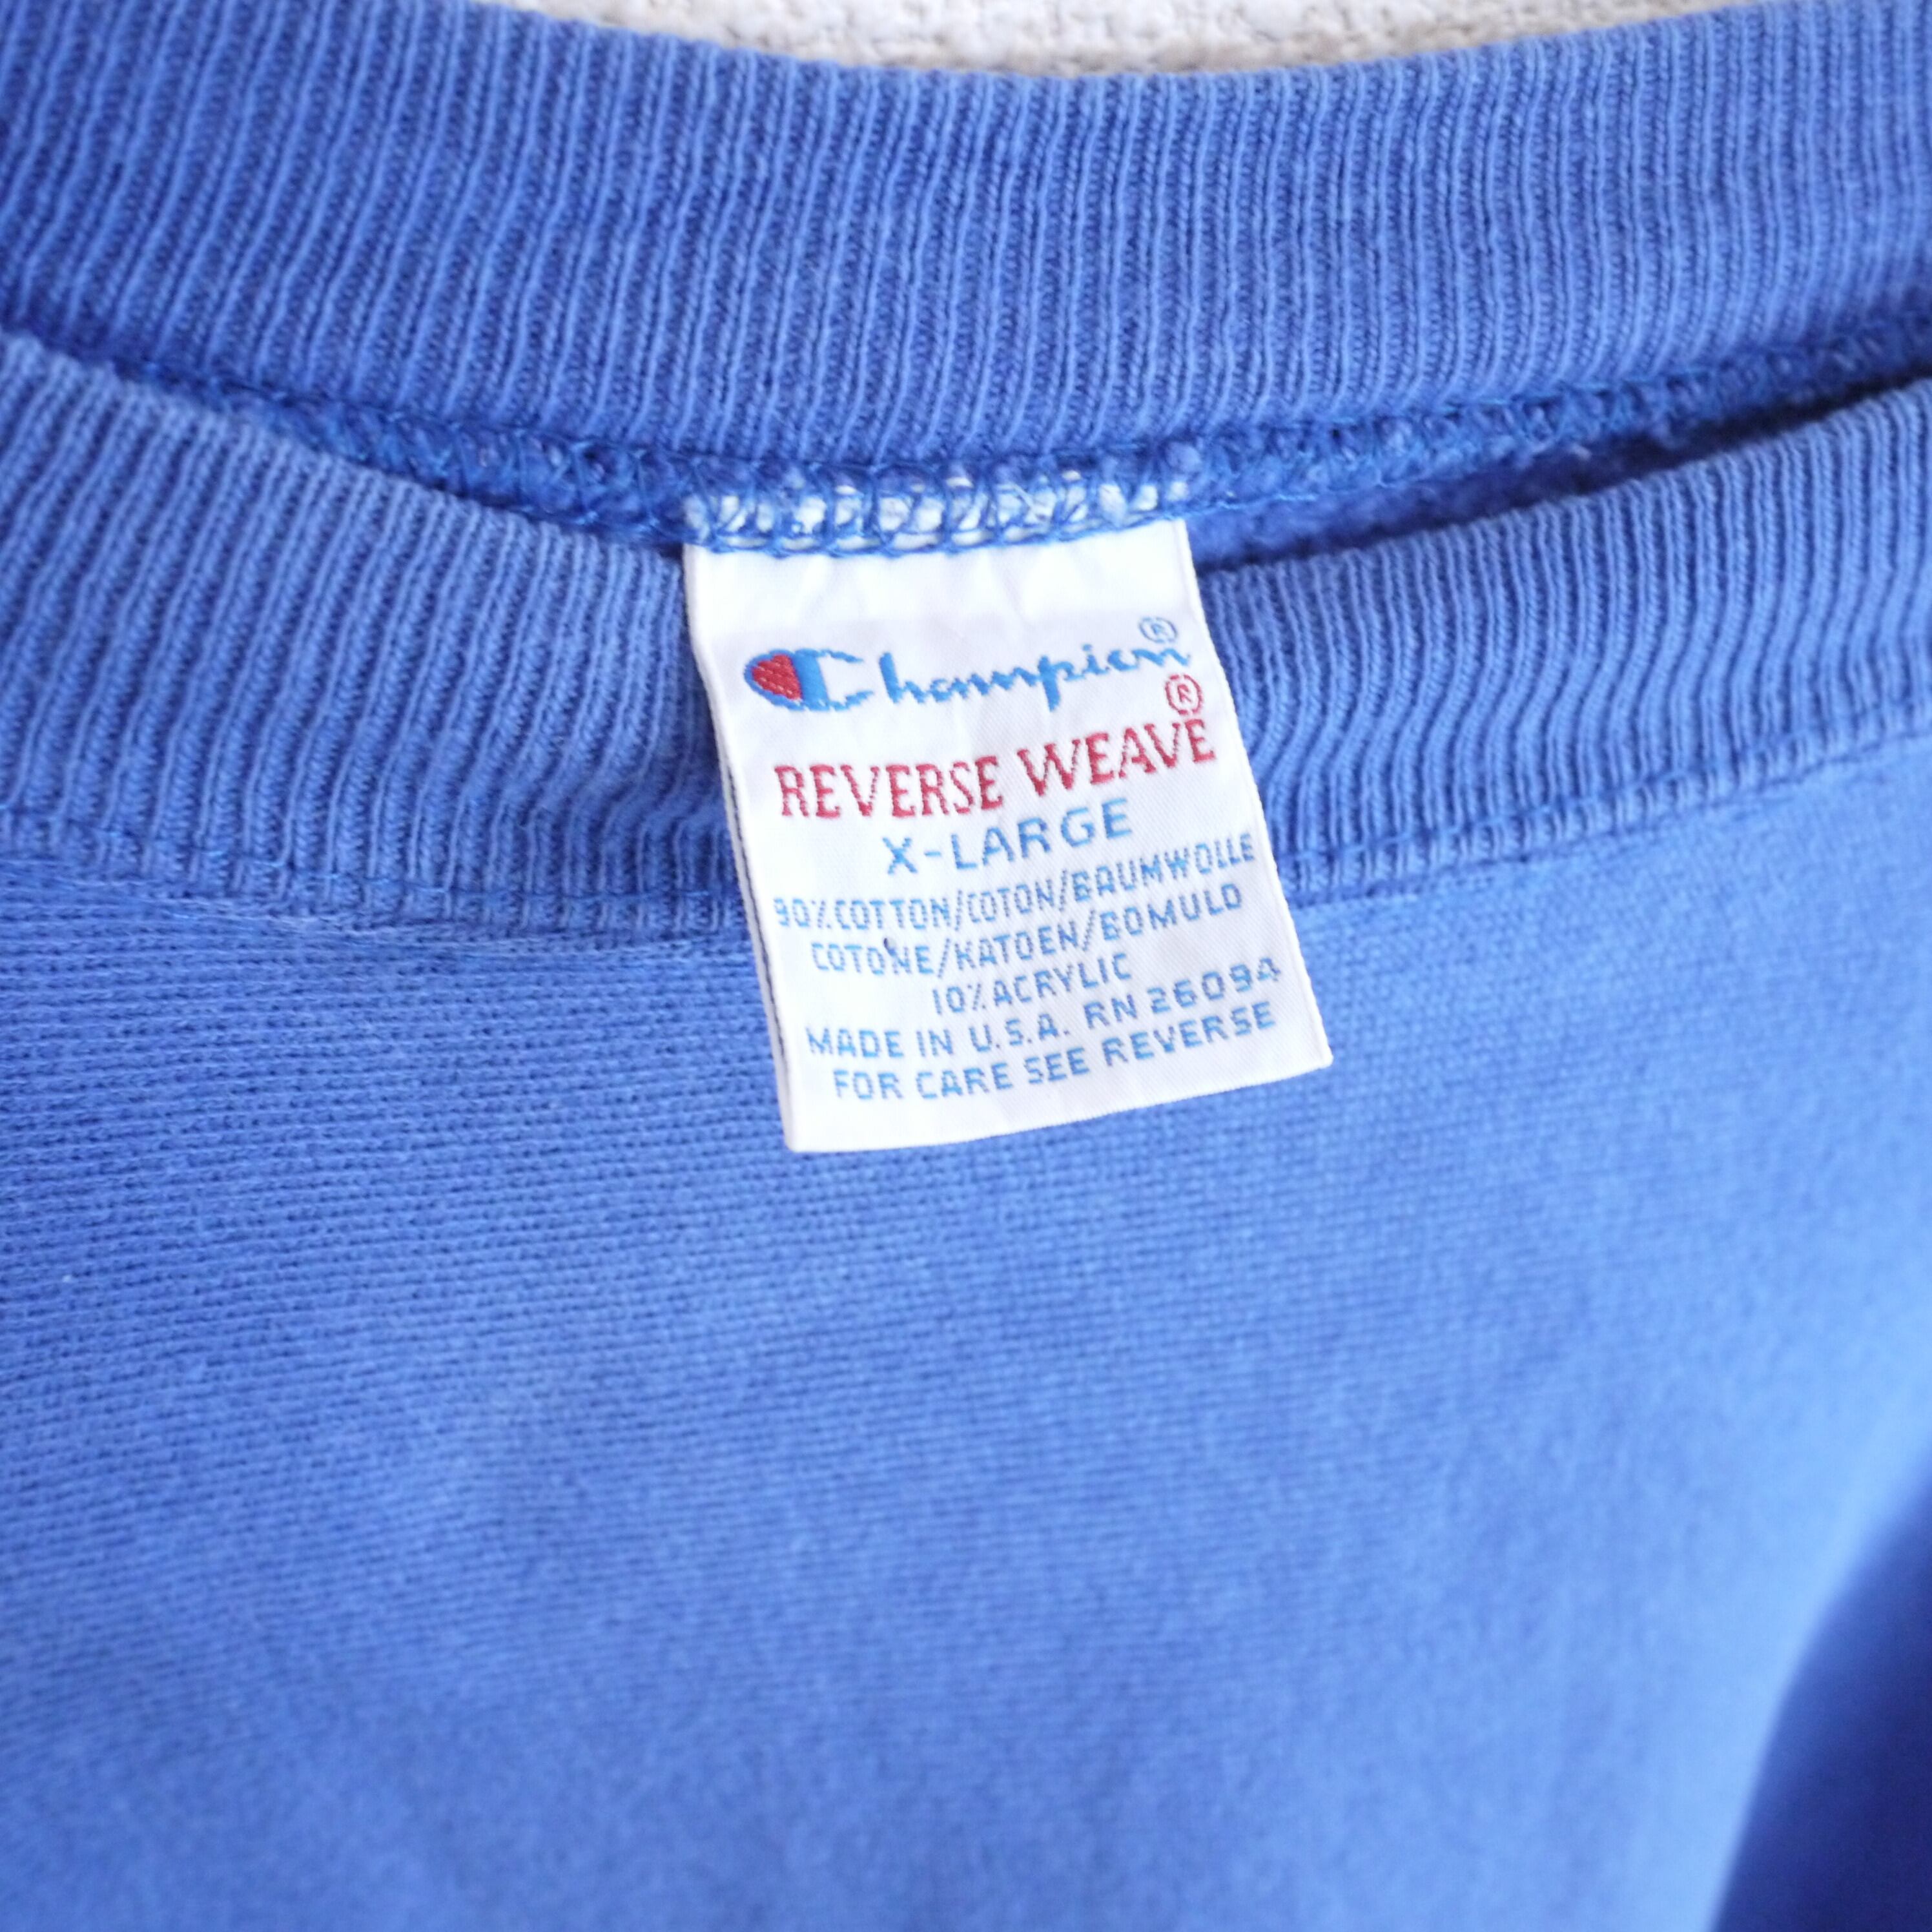 Champion®
REVERSE WEAVE®
X-LARGE
90%COTTON/COTON/BAUMWOLLE
COTONE/KATOEN/BOMULD
10%ACRYLIC
MADE IN U.S.A. RN 26094
FOR CARE SEE REVERSE